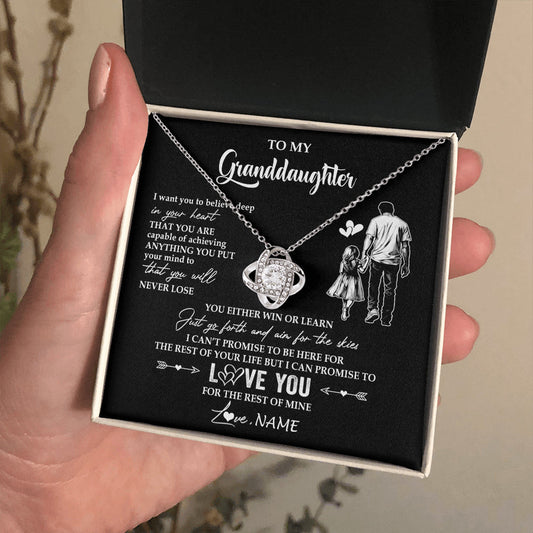 TO MY
Granddaughter
I want you to believe deep
in your heart
THAT YOU ARE
capable of achieving
ANYTHING YOU PUT
your mind to
that you will
NEVER LOSE
YOU EITHER WIN OR LEARN
Just go forth and aim for the skies
I CAN'T PROMISE TO BE HERE FOR
THE REST OF YOUR LIFE BUT I CAN PROMISE TO
LOVE YOU
FOR THE REST OF MINE
Love, NAME